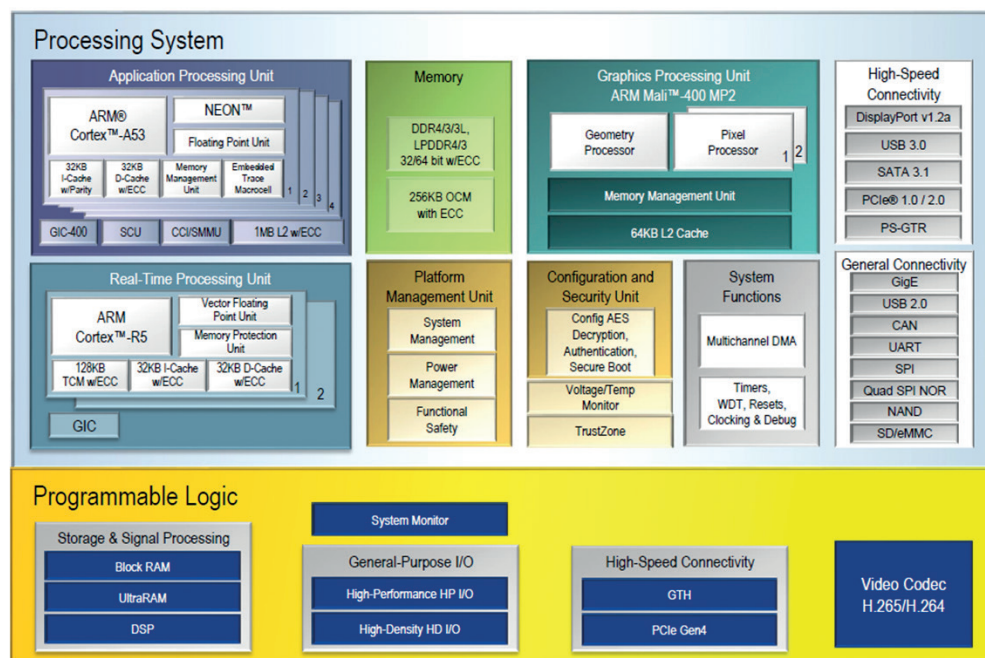 Processing System
Application Processing Unit
ARM®
Cortex™-A53
NEON™
Floating Point Unit
32KB
I-Cache
w/Parity
32KB
D-Cache
w/ECC
Memory
Management
Unit
Embedded
Trace
Macrocell
1
2
3
4
GIC-400
SCU
CCI/SMMU
1MB L2 w/ECC
Memory
DDR4/3/3L,
LPDDR4/3
32/64 bit w/ECC
256KB OCM
with ECC
Graphics Processing Unit
ARM Mali™-400 MP2
Geometry
Processor
Pixel
Processor
1
2
Memory Management Unit
64KB L2 Cache
High-Speed
Connectivity
DisplayPort v1.2a
USB 3.0
SATA 3.1
PCIe® 1.0 / 2.0
PS-GTR
Real-Time Processing Unit
ARM
Cortex™-R5
Vector Floating
Point Unit
Memory Protection
Unit
128KB
TCM w/ECC
32KB I-Cache
w/ECC
32KB D-Cache
w/ECC
1
2
GIC
Platform
Management Unit
System
Management
Power
Management
Functional
Safety
Configuration and
Security Unit
Config AES
Decryption,
Authentication,
Secure Boot
Voltage/Temp
Monitor
TrustZone
System
Functions
Multichannel DMA
Timers,
WDT, Resets,
Clocking & Debug
General Connectivity
GigE
USB 2.0
CAN
UART
SPI
Quad SPI NOR
NAND
SD/eMMC
Programmable Logic
Storage & Signal Processing
Block RAM
UltraRAM
DSP
System Monitor
General-Purpose I/O
High-Performance HP I/O
High-Density HD I/O
High-Speed Connectivity
GTH
PCIe Gen4
Video Codec
H.265/H.264